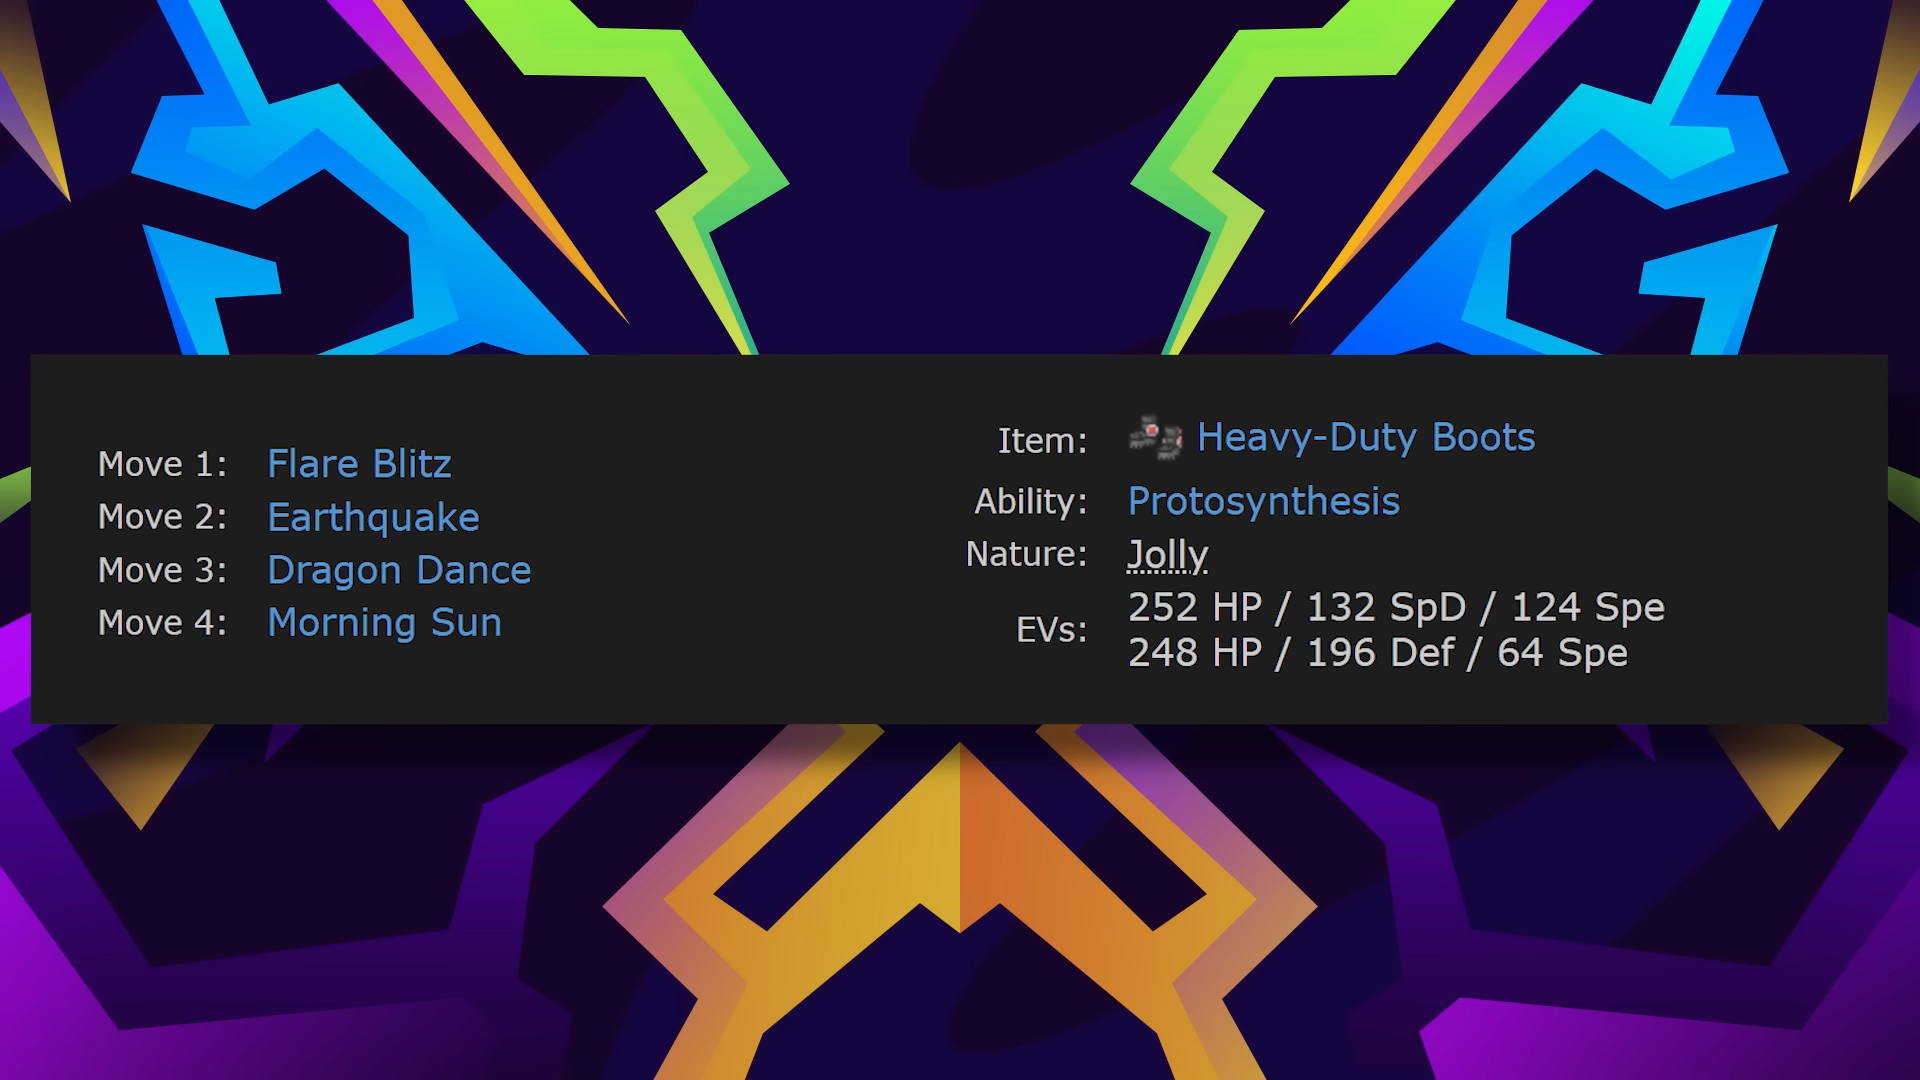 Move 1: Flare Blitz
Move 2: Earthquake
Move 3: Dragon Dance
Move 4: Morning Sun
Item: Heavy-Duty Boots
Ability: Protosynthesis
Nature: Jolly
EVs: 252 HP / 132 SpD / 124 Spe
248 HP / 196 Def / 64 Spe